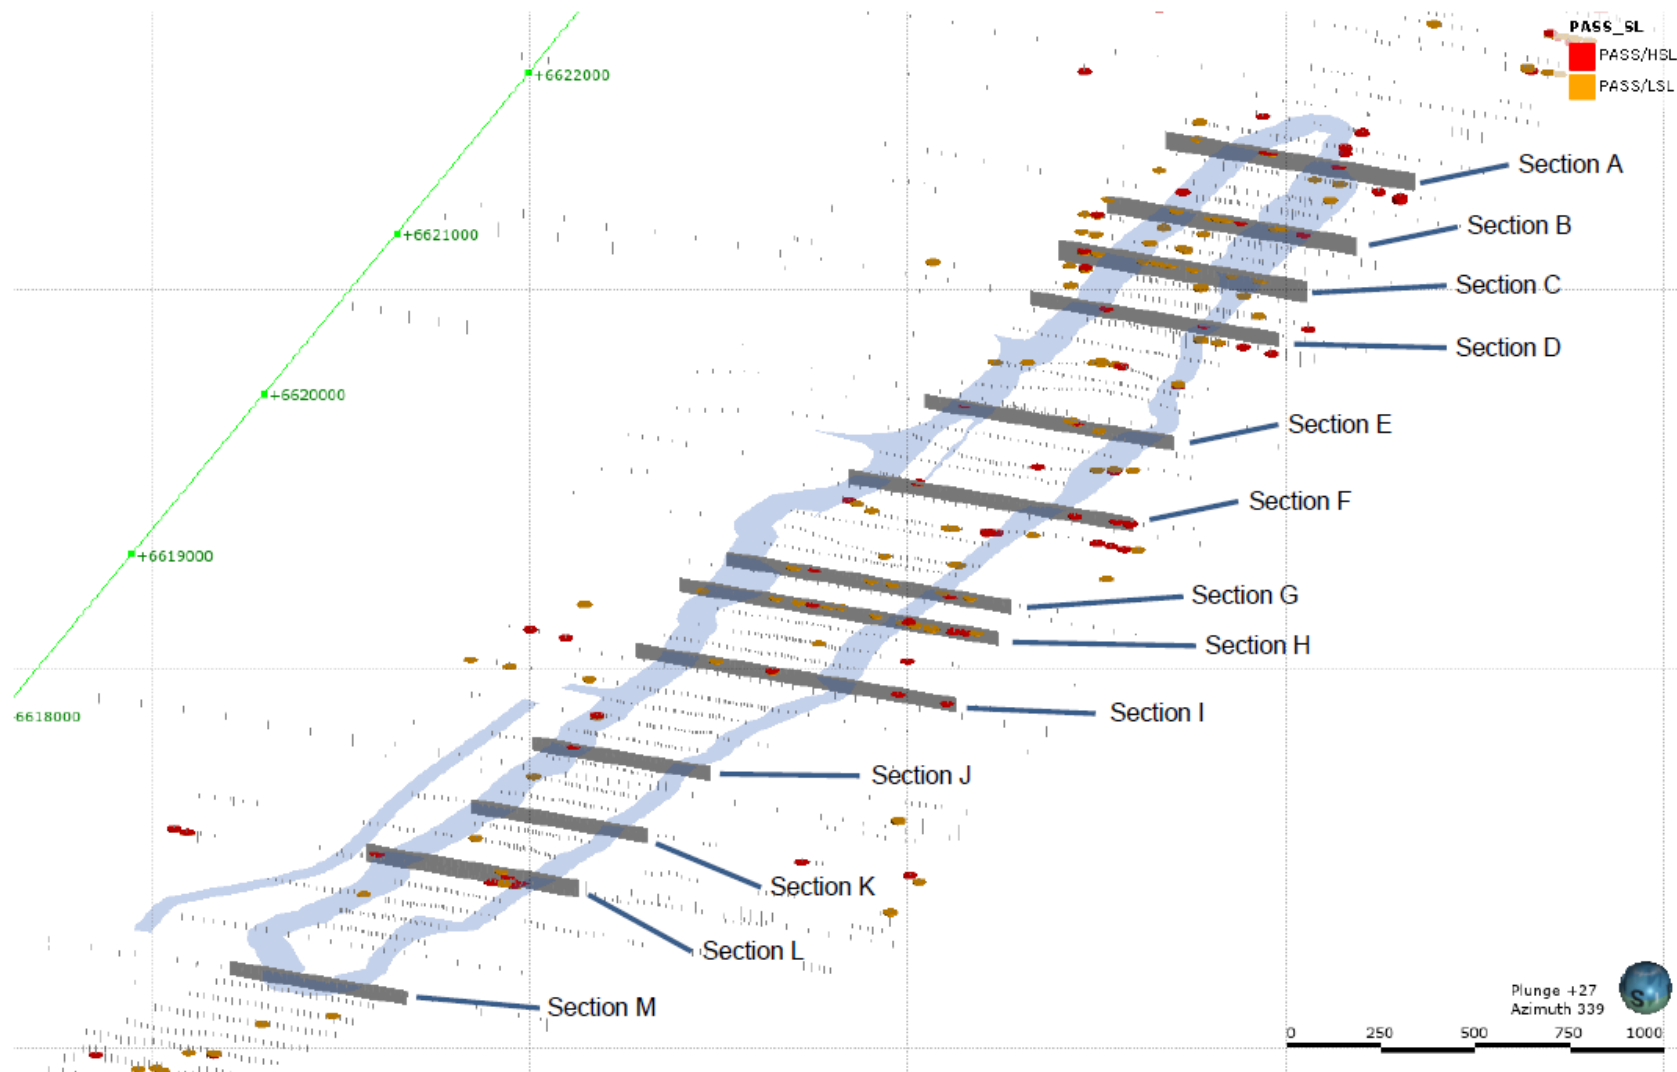 PASS_SL
PASS/HSL
PASS/LSL
+6622000
Section A
Section B
+6621000
Section C
Section D
+6620000
Section E
Section F
+6619000
Section G
Section H
Section I
6618000
Section J
Section K
Section L
Section M
Plunge +27
Azimuth 339
S
0 250 500 750 1000